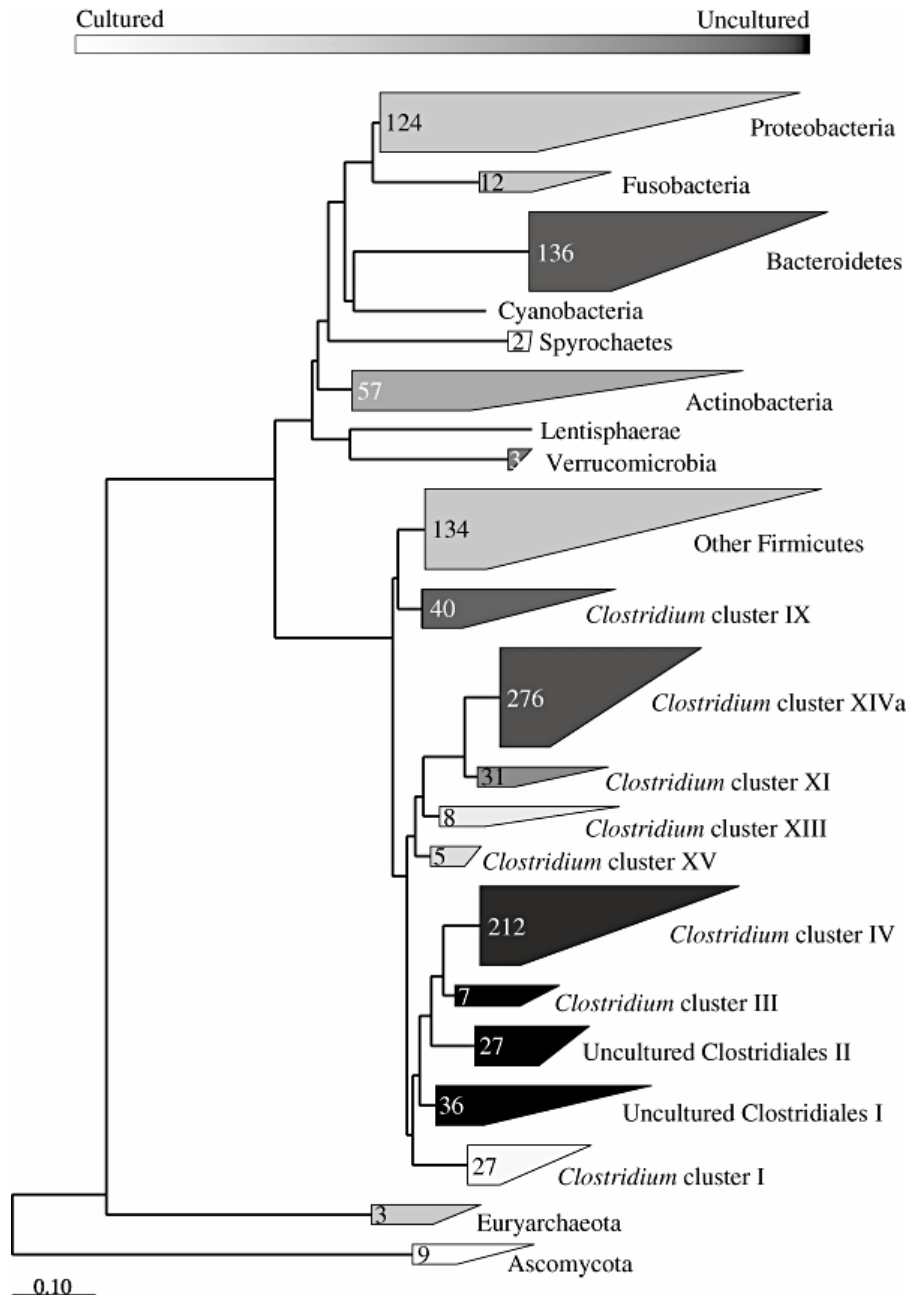 Cultured Uncultured
124 Proteobacteria
12 Fusobacteria
136 Bacteroidetes
Cyanobacteria
2 Spyrochaetes
57 Actinobacteria
Lentisphaerae
3 Verrucomicrobia
134 Other Firmicutes
40 Clostridium cluster IX
276 Clostridium cluster XIVa
31 Clostridium cluster XI
8 Clostridium cluster XIII
5 Clostridium cluster XV
212 Clostridium cluster IV
7 Clostridium cluster III
27 Uncultured Clostridiales II
36 Uncultured Clostridiales I
27 Clostridium cluster I
3 Euryarchaeota
9 Ascomycota
0.10